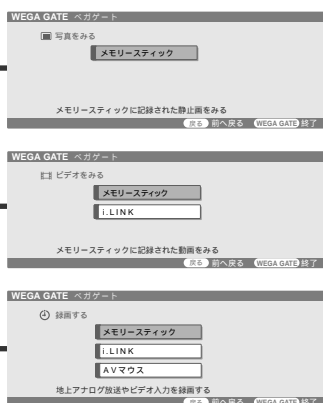 WEGA GATE ベガゲート
写真をみる
メモリースティック
メモリースティックに記録された静止画をみる
戻る 前へ戻る WEGA GATE 終了
WEGA GATE ベガゲート
ビデオをみる
メモリースティック
i.LINK
メモリースティックに記録された動画をみる
戻る 前へ戻る WEGA GATE 終了
WEGA GATE ベガゲート
録画する
メモリースティック
i.LINK
AVマウス
地上アナログ放送やビデオ入力を録画する
戻る 前へ戻る WEGA GATE 終了